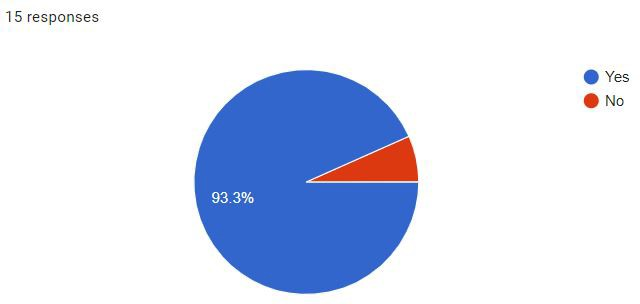 15 responses
Yes
No
93.3%